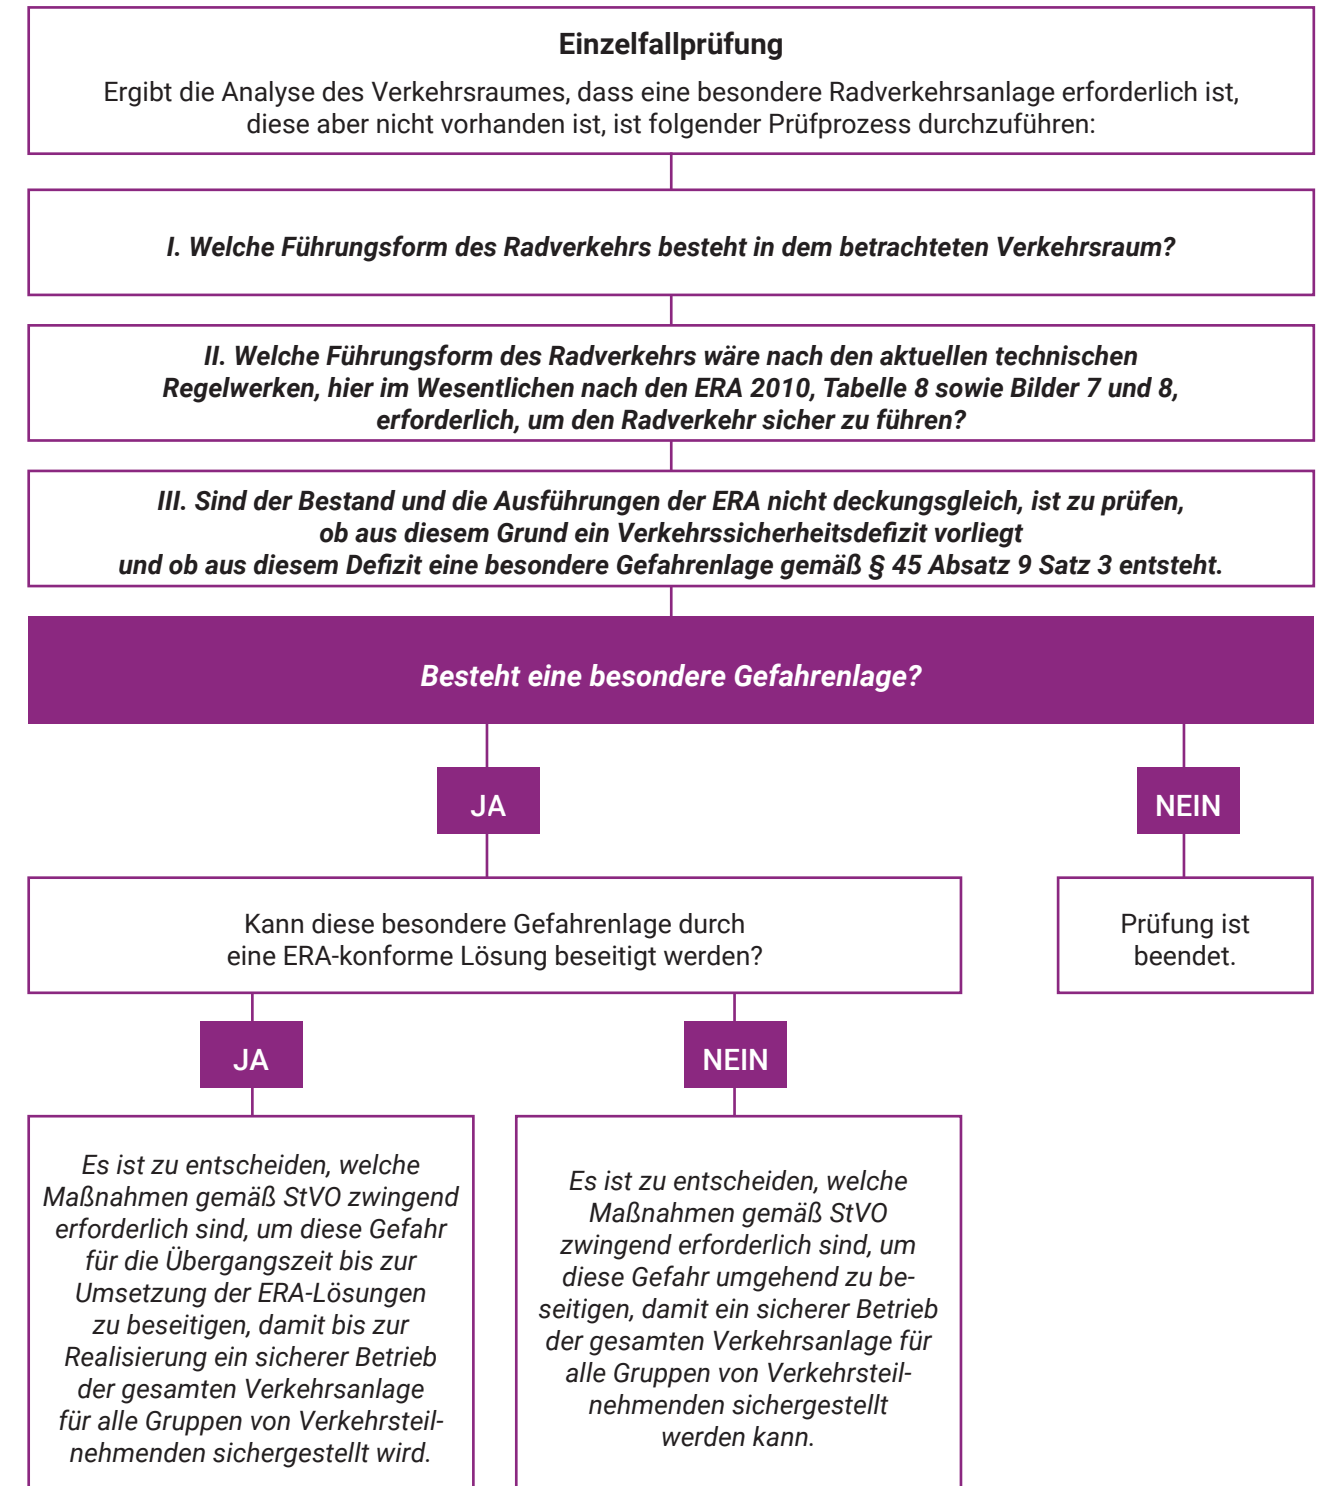 Einzelfallprüfung
Ergibt die Analyse des Verkehrsraumes, dass eine besondere Radverkehrsanlage erforderlich ist,
diese aber nicht vorhanden ist, ist folgender Prüfprozess durchzuführen:
I. Welche Führungsform des Radverkehrs besteht in dem betrachteten Verkehrsraum?
II. Welche Führungsform des Radverkehrs wäre nach den aktuellen technischen
Regelwerken, hier im Wesentlichen nach den ERA 2010, Tabelle 8 sowie Bilder 7 und 8,
erforderlich, um den Radverkehr sicher zu führen?
III. Sind der Bestand und die Ausführungen der ERA nicht deckungsgleich, ist zu prüfen,
ob aus diesem Grund ein Verkehrssicherheitsdefizit vorliegt
und ob aus diesem Defizit eine besondere Gefahrenlage gemäß § 45 Absatz 9 Satz 3 entsteht.
Besteht eine besondere Gefahrenlage?
JA
NEIN
Kann diese besondere Gefahrenlage durch
eine ERA-konforme Lösung beseitigt werden?
Prüfung ist
beendet.
JA
NEIN
Es ist zu entscheiden, welche
Maßnahmen gemäß StVO zwingend
erforderlich sind, um diese Gefahr
für die Übergangszeit bis zur
Umsetzung der ERA-Lösungen
zu beseitigen, damit bis zur
Realisierung ein sicherer Betrieb
der gesamten Verkehrsanlage
für alle Gruppen von Verkehrsteil-
nehmenden sichergestellt wird.
Es ist zu entscheiden, welche
Maßnahmen gemäß StVO
zwingend erforderlich sind, um
diese Gefahr umgehend zu be-
seitigen, damit ein sicherer Betrieb
der gesamten Verkehrsanlage für
alle Gruppen von Verkehrsteil-
nehmenden sichergestellt
werden kann.